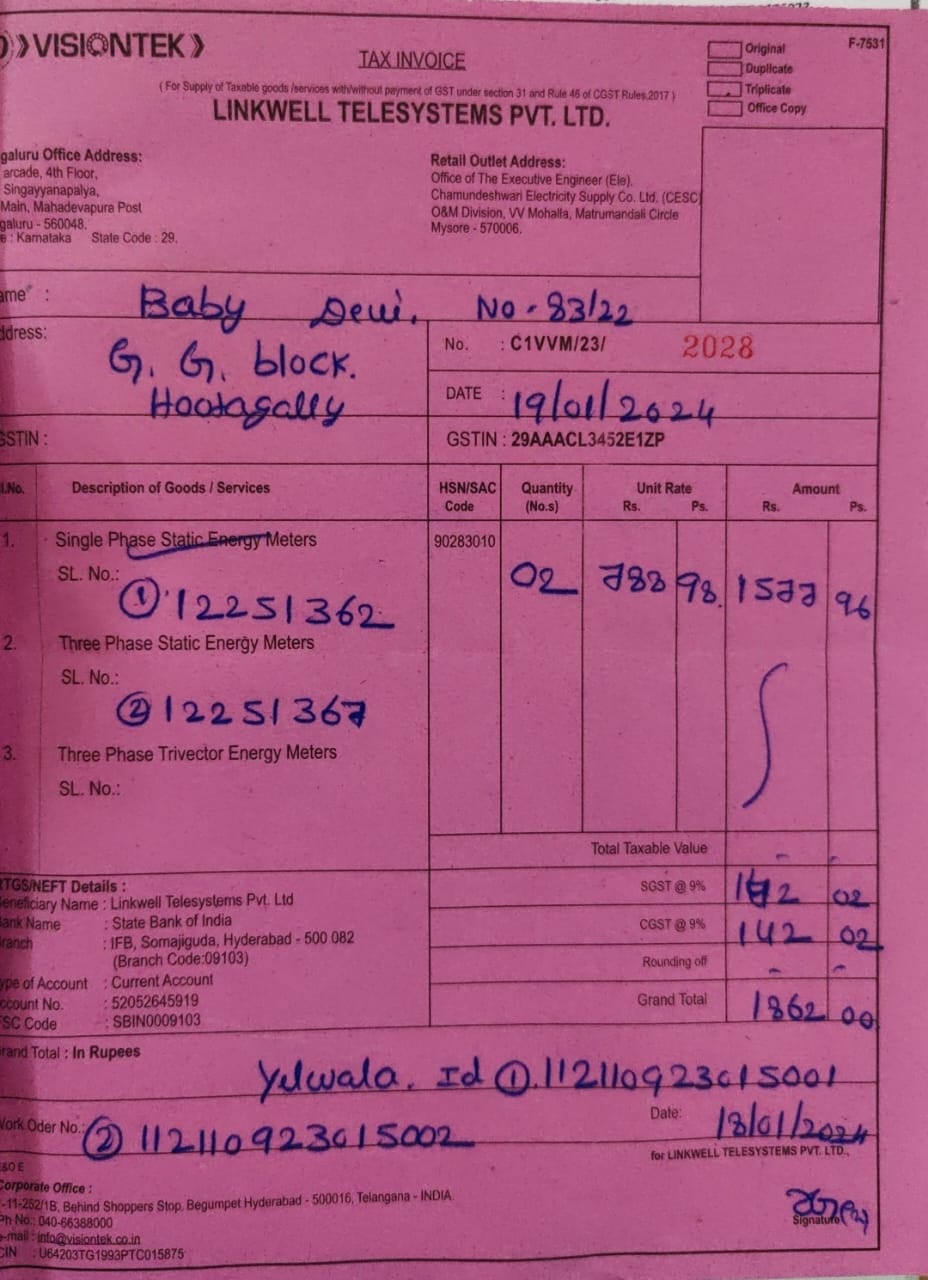 VISIONTEK
TAX INVOICE
Original
F-7531
Duplicate
Triplicate
Office Copy
( For Supply of Taxable goods /services with/without payment of GST under section 31 and Rule 46 of CGST Rules,2017 )
LINKWELL TELESYSTEMS PVT. LTD.
galuru Office Address:
arcade, 4th Floor,
Singayyanapalya,
Main, Mahadevapura Post
galuru - 560048.
e : Karnataka State Code : 29.
Retail Outlet Address:
Office of The Executive Engineer (Ele),
Chamundeshwari Electricity Supply Co. Ltd. (CESC
O&M Division, VV Mohalla, Matrumandali Circle
Mysore - 570006.
ame : Baby Devi. No - 83/22
ddress: G. G. block.
Hootagally
No. : C1VVM/23/ 2028
DATE : 19/01/2024
GSTIN :
GSTIN : 29AAACL3452E1ZP
l.No. Description of Goods / Services HSN/SAC Code Quantity (No.s) Unit Rate Rs. Ps. Amount Rs. Ps.
1. Single Phase Static Energy Meters 90283010 02 788 98 1577 96
SL. No.: ① 12251362
2. Three Phase Static Energy Meters
SL. No.:
② 12251367
3. Three Phase Trivector Energy Meters
SL. No.:
Total Taxable Value -
RTGS/NEFT Details :
eneficiary Name : Linkwell Telesystems Pvt. Ltd
ank Name : State Bank of India
ranch : IFB, Somajiguda, Hyderabad - 500 082
(Branch Code:09103)
ype of Account : Current Account
ccount No. : 52052645919
FSC Code : SBIN0009103
SGST @ 9% 142 02
CGST @ 9% 142 02
Rounding off - -
Grand Total 1862 00
rand Total : In Rupees
Yelwala. Id ① 112110923015001
Work Oder No.: ② 112110923015002
Date: 18/01/2024
for LINKWELL TELESYSTEMS PVT. LTD.,
&O E
Corporate Office :
-11-252/1B, Behind Shoppers Stop, Begumpet Hyderabad - 500016, Telangana - INDIA.
Ph No.: 040-66388000
e-mail : info@visiontek.co.in
CIN : U64203TG1993PTC015875
Signature